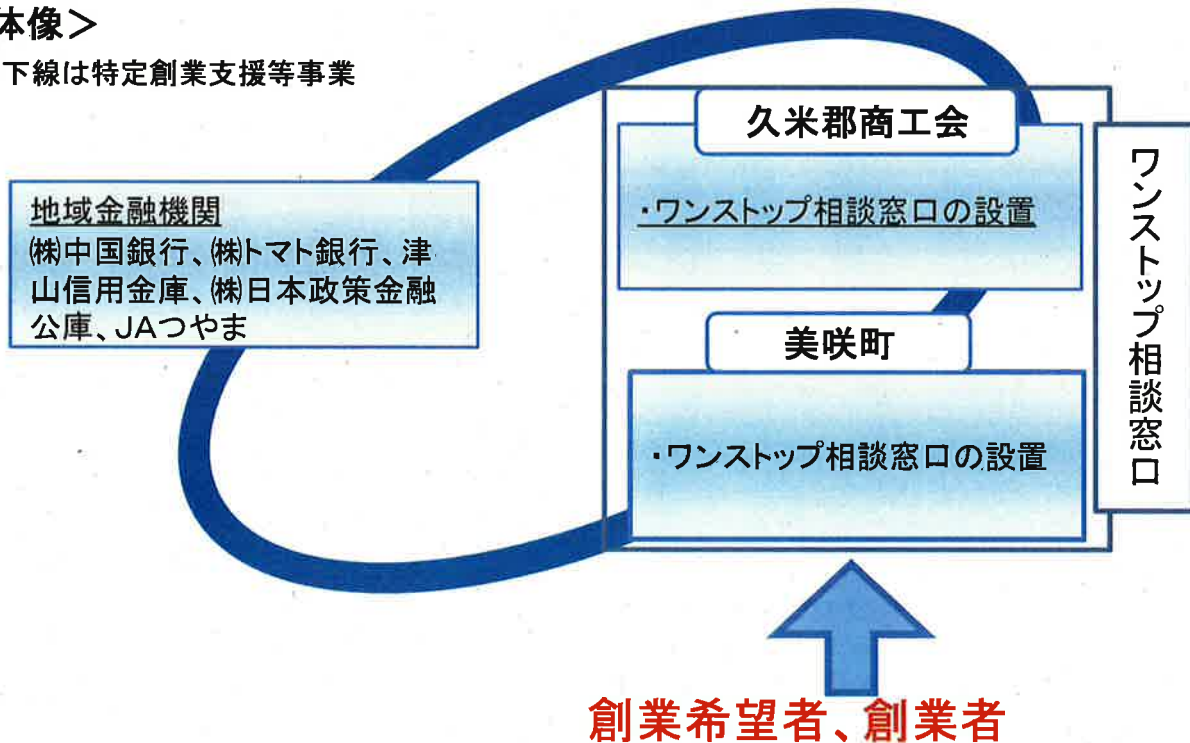 体像＞
下線は特定創業支援等事業
地域金融機関
㈱中国銀行、㈱トマト銀行、津
山信用金庫、㈱日本政策金融
公庫、JAつやま
久米郡商工会
・ワンストップ相談窓口の設置
美咲町
・ワンストップ相談窓口の設置
ワンストップ相談窓口
創業希望者、創業者